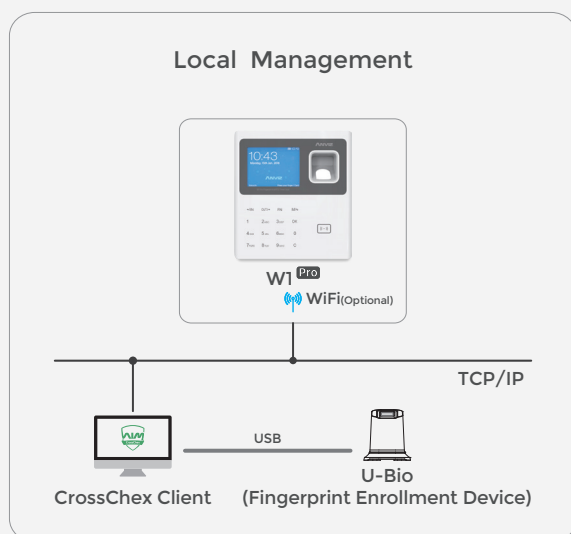 Local Management
10:43
W1 Pro
WiFi(Optional)
TCP/IP
USB
CrossChex Client
U-Bio
(Fingerprint Enrollment Device)